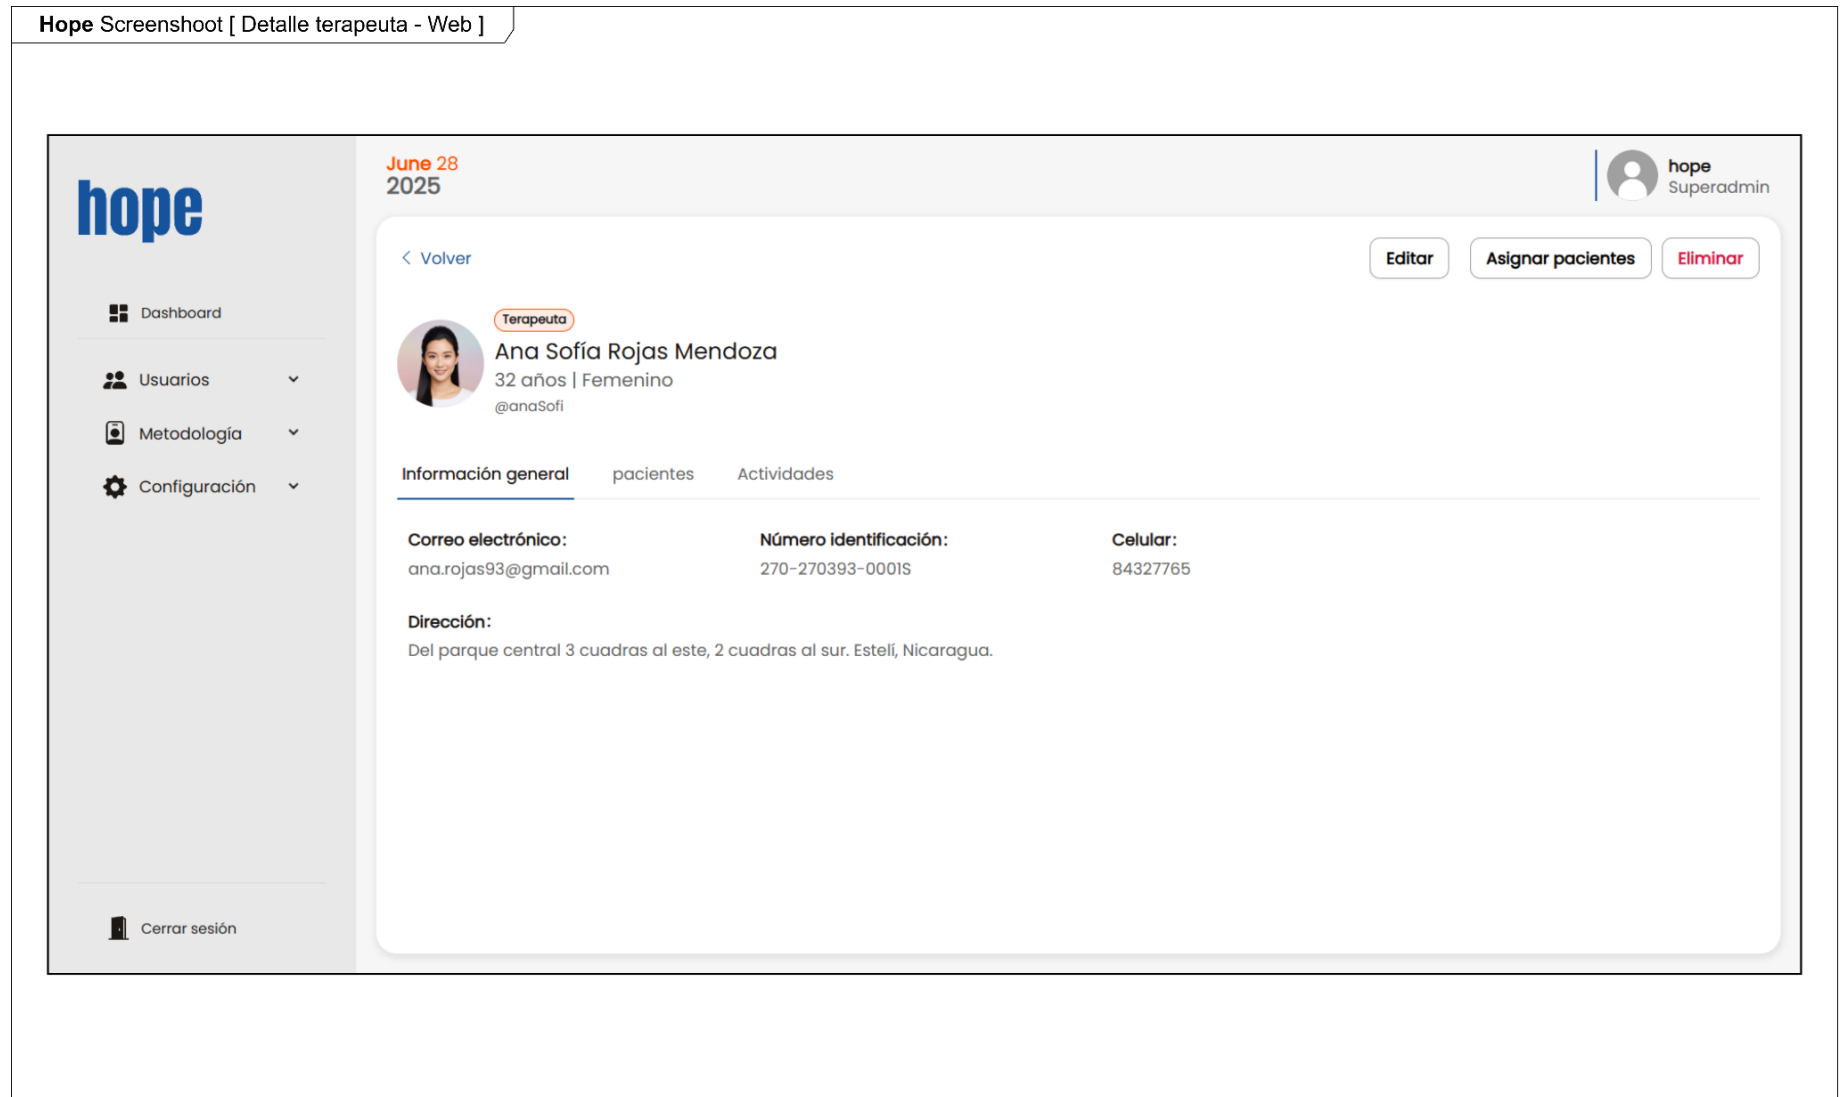 Hope Screenshoot [ Detalle terapeuta - Web ]
hope
Dashboard
Usuarios
Metodología
Configuración
Cerrar sesión
June 28
2025
hope
Superadmin
Volver
Editar
Asignar pacientes
Eliminar
Terapeuta
Ana Sofía Rojas Mendoza
32 años | Femenino
@anaSofi
Información general
pacientes
Actividades
Correo electrónico:
ana.rojas93@gmail.com
Número identificación:
270-270393-0001S
Celular:
84327765
Dirección:
Del parque central 3 cuadras al este, 2 cuadras al sur. Estelí, Nicaragua.